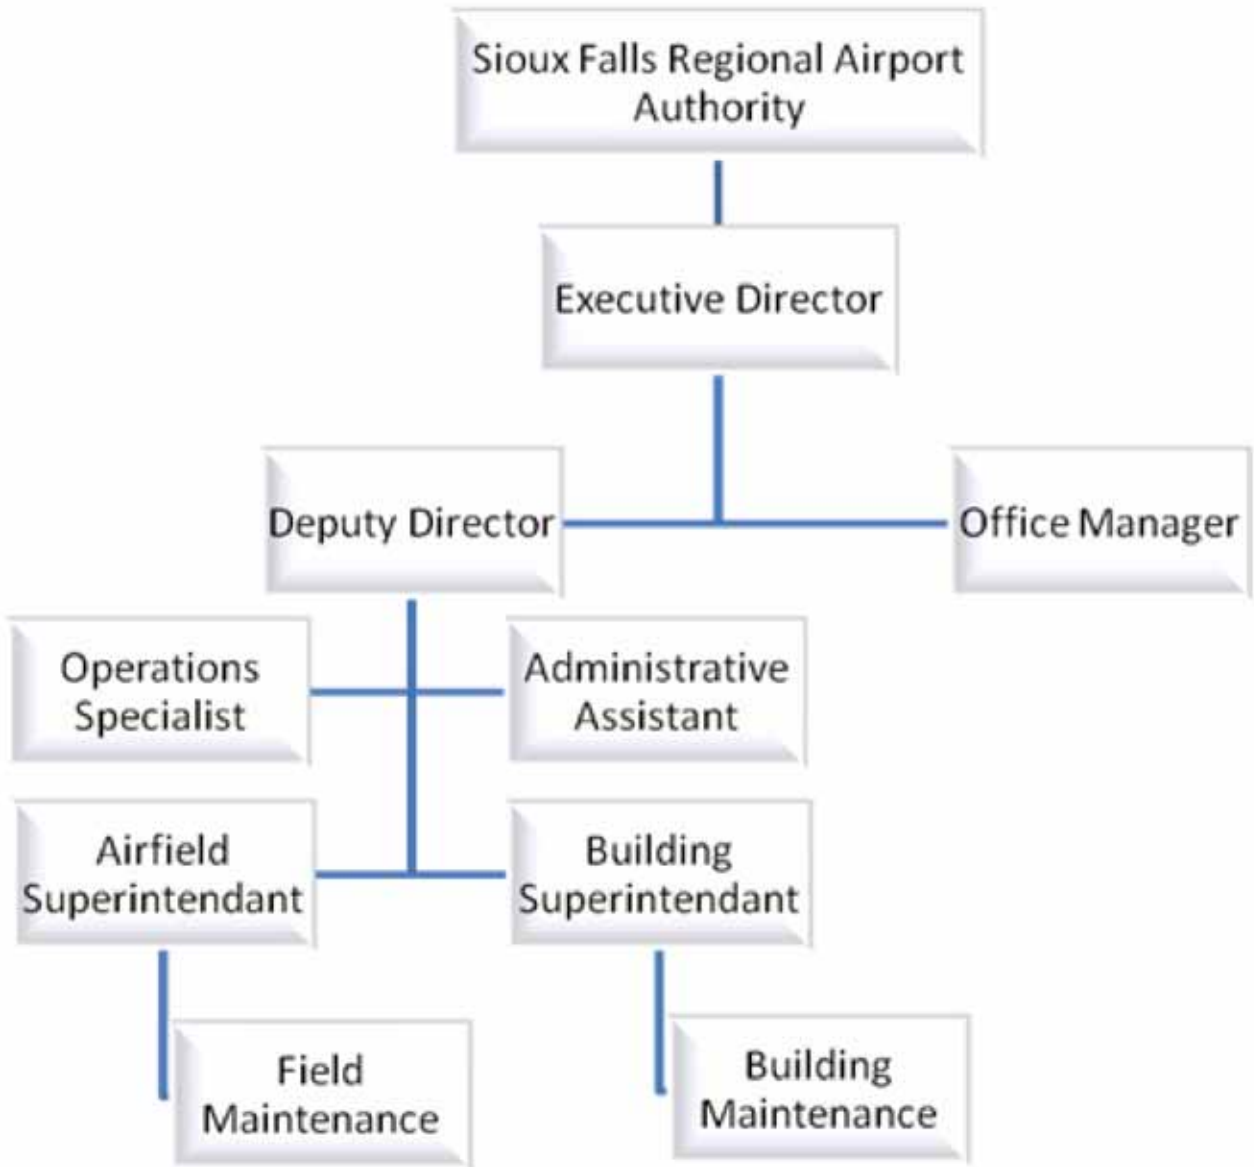 Sioux Falls Regional Airport
Authority
Executive Director
Deputy Director
Office Manager
Operations
Specialist
Administrative
Assistant
Airfield
Superintendant
Building
Superintendant
Field
Maintenance
Building
Maintenance